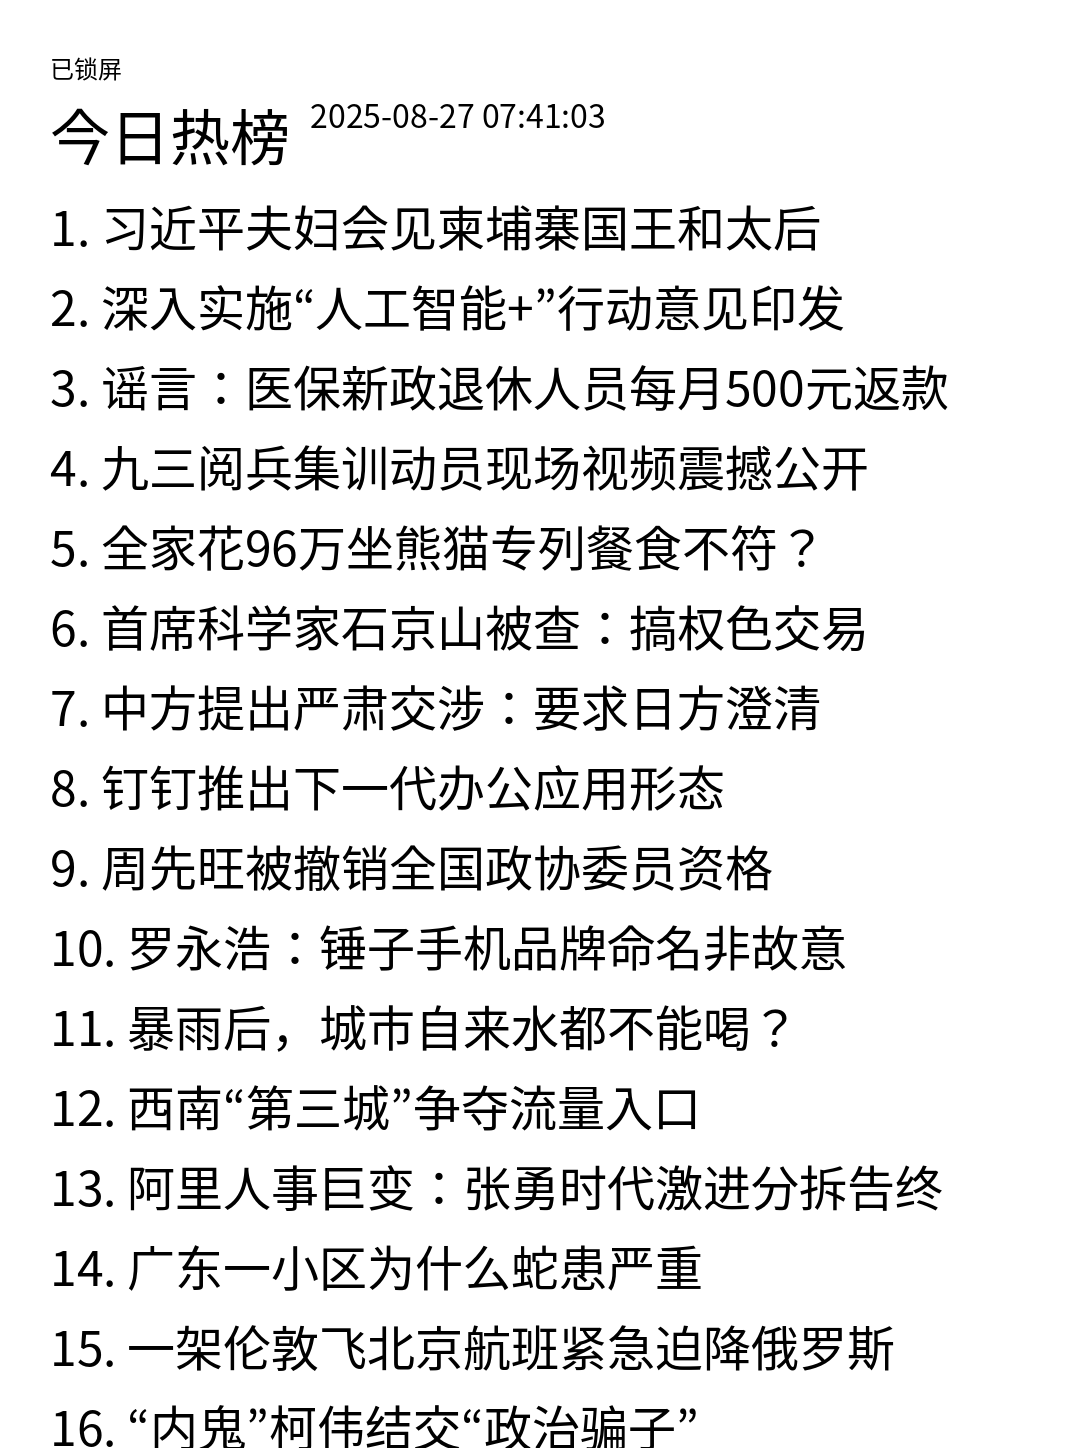 已锁屏
今日热榜 2025-08-27 07:41:03
1. 习近平夫妇会见柬埔寨国王和太后
2. 深入实施“人工智能+”行动意见印发
3. 谣言：医保新政退休人员每月500元返款
4. 九三阅兵集训动员现场视频震撼公开
5. 全家花96万坐熊猫专列餐食不符？
6. 首席科学家石京山被查：搞权色交易
7. 中方提出严肃交涉：要求日方澄清
8. 钉钉推出下一代办公应用形态
9. 周先旺被撤销全国政协委员资格
10. 罗永浩：锤子手机品牌命名非故意
11. 暴雨后，城市自来水都不能喝？
12. 西南“第三城”争夺流量入口
13. 阿里人事巨变：张勇时代激进分拆告终
14. 广东一小区为什么蛇患严重
15. 一架伦敦飞北京航班紧急迫降俄罗斯
16. “内鬼”柯伟结交“政治骗子”